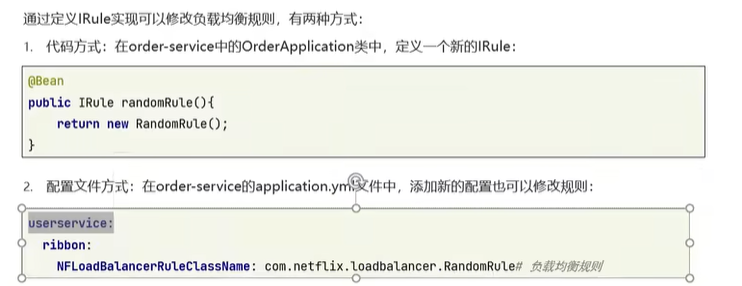 通过定义IRule实现可以修改负载均衡规则，有两种方式：
1. 代码方式：在order-service中的OrderApplication类中，定义一个新的IRule：
@Bean
public IRule randomRule(){
    return new RandomRule();
}
2. 配置文件方式：在order-service的application.yml文件中，添加新的配置也可以修改规则：
userservice:
  ribbon:
    NFLoadBalancerRuleClassName: com.netflix.loadbalancer.RandomRule# 负载均衡规则